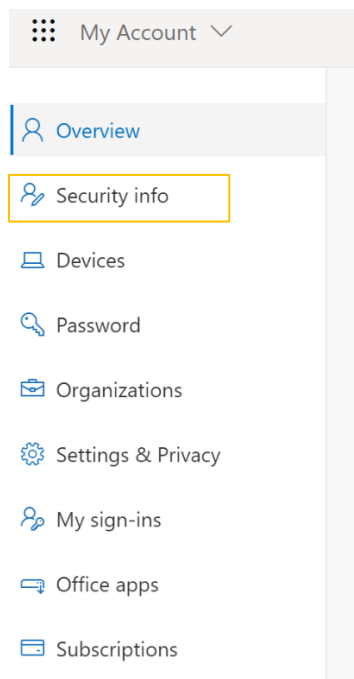 My Account
Overview
Security info
Devices
Password
Organizations
Settings & Privacy
My sign-ins
Office apps
Subscriptions